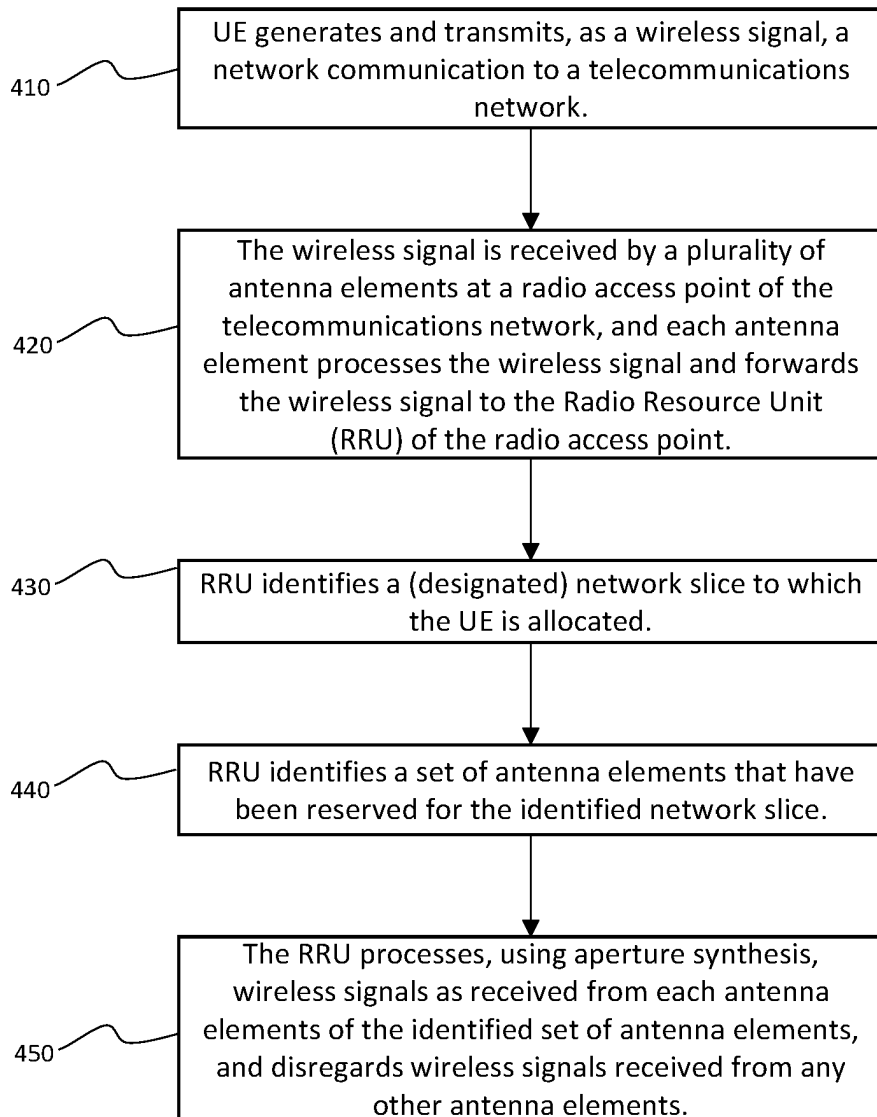 UE generates and transmits, as a wireless signal, a
network communication to a telecommunications
network.
410
The wireless signal is received by a plurality of
antenna elements at a radio access point of the
telecommunications network, and each antenna
element processes the wireless signal and forwards
the wireless signal to the Radio Resource Unit
(RRU) of the radio access point.
420
RRU identifies a (designated) network slice to which
the UE is allocated.
430
RRU identifies a set of antenna elements that have
been reserved for the identified network slice.
440
The RRU processes, using aperture synthesis,
wireless signals as received from each antenna
elements of the identified set of antenna elements,
and disregards wireless signals received from any
other antenna elements.
450